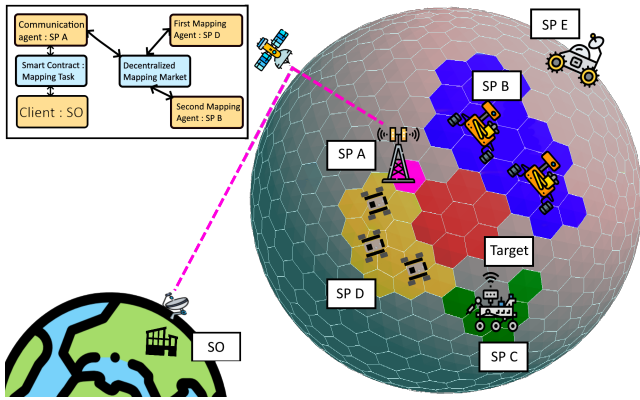 Communication
agent : SP A
First Mapping
Agent : SP D
Smart Contract :
Mapping Task
Decentralized
Mapping Market
Client : SO
Second Mapping
Agent : SP B
SP E
SP B
SP A
Target
SP D
SO
SP C